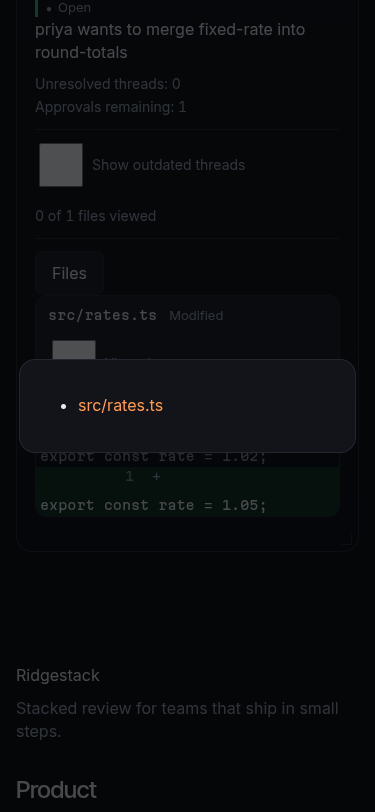 Open
priya wants to merge fixed-rate into
round-totals
Unresolved threads: 0
Approvals remaining: 1
Show outdated threads
0 of 1 files viewed
Files
src/rates.ts Modified
src/rates.ts
export const rate = 1.02;
1 +
export const rate = 1.05;
Ridgestack
Stacked review for teams that ship in small
steps.
Product